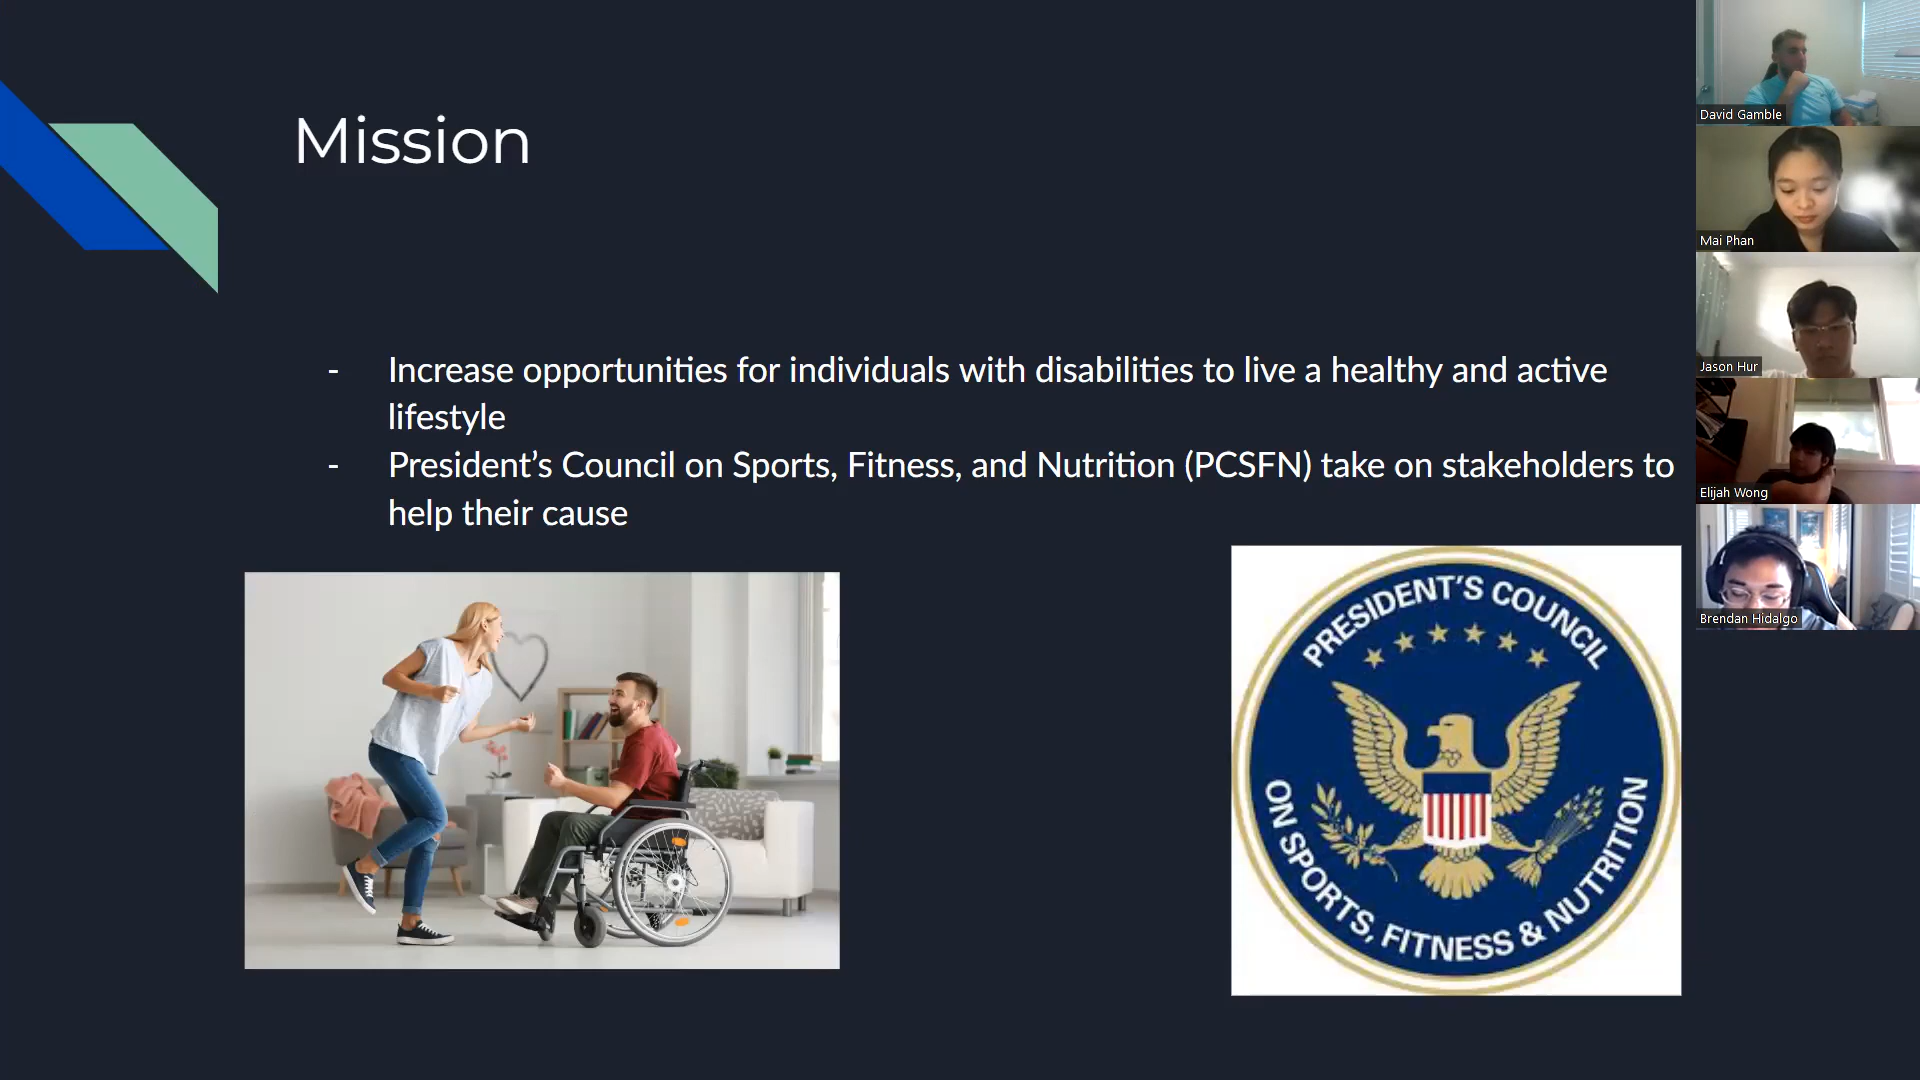 Mission
- Increase opportunities for individuals with disabilities to live a healthy and active
lifestyle
- President’s Council on Sports, Fitness, and Nutrition (PCSFN) take on stakeholders to
help their cause
PRESIDENT’S COUNCIL
ON SPORTS, FITNESS & NUTRITION
David Gamble
Mai Phan
Jason Hur
Elijah Wong
Brendan Hidalgo